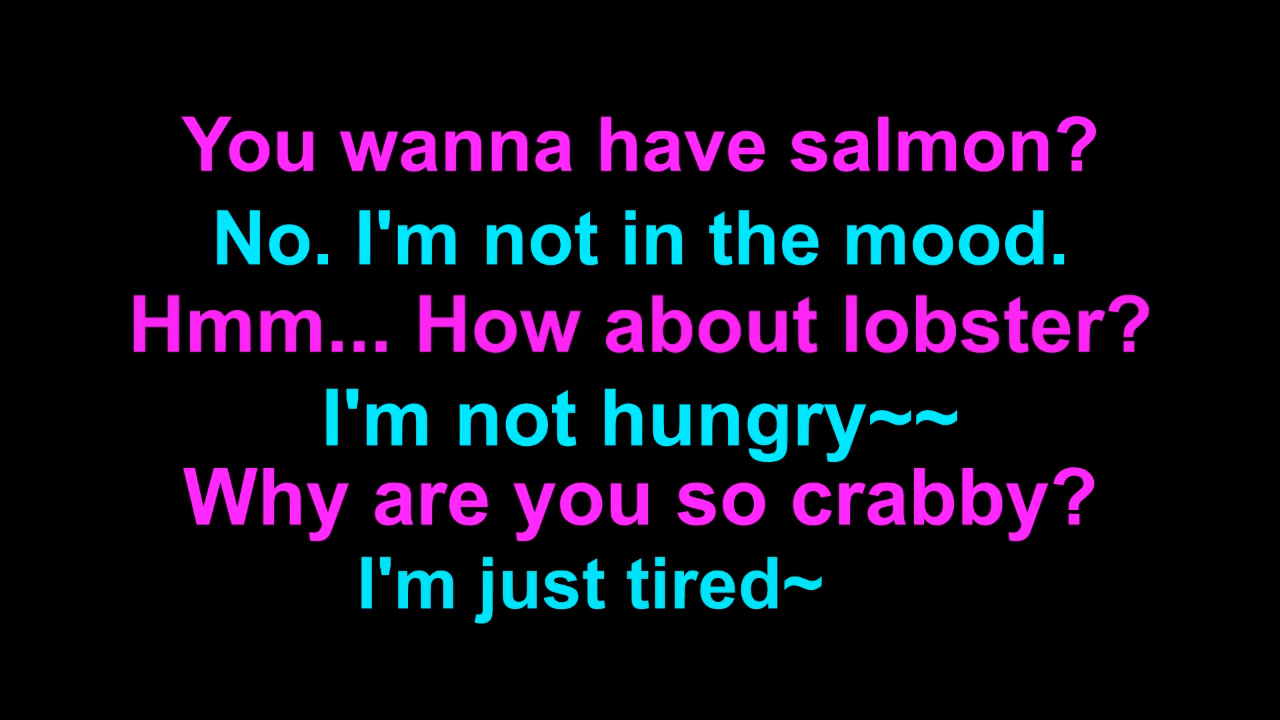 You wanna have salmon?
No. I'm not in the mood.
Hmm... How about lobster?
I'm not hungry~~
Why are you so crabby?
I'm just tired~